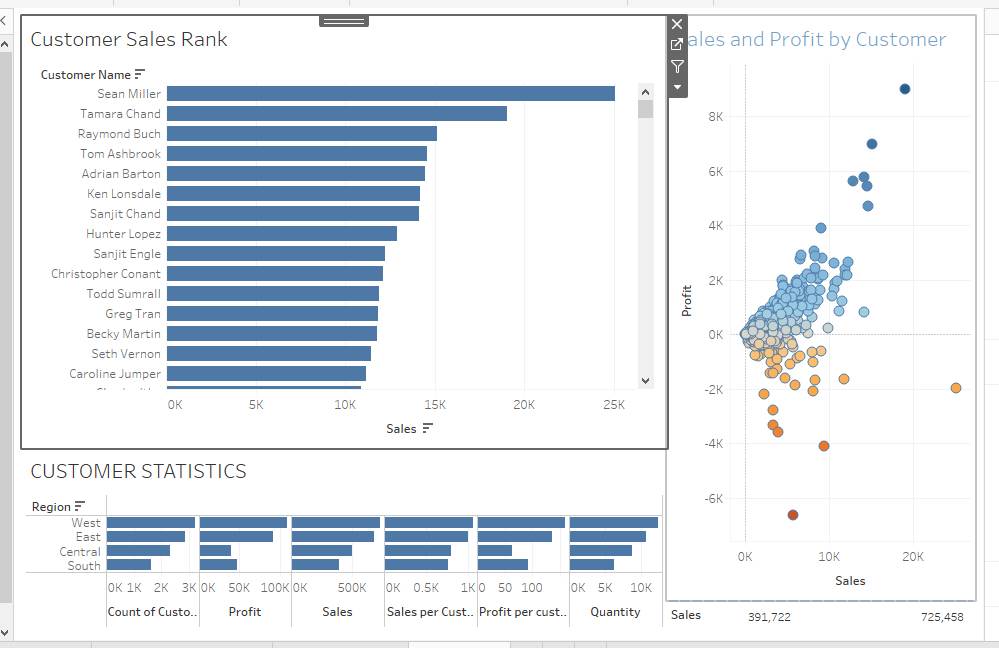 Customer Sales Rank
Customer Name
Sean Miller
Tamara Chand
Raymond Buch
Tom Ashbrook
Adrian Barton
Ken Lonsdale
Sanjit Chand
Hunter Lopez
Sanjit Engle
Christopher Conant
Todd Sumrall
Greg Tran
Becky Martin
Seth Vernon
Caroline Jumper
0K 5K 10K 15K 20K 25K
Sales
ales and Profit by Customer
8K
6K
4K
2K
0K
-2K
-4K
-6K
Profit
0K 10K 20K
Sales
CUSTOMER STATISTICS
Region
West
East
Central
South
0K 1K 2K 3K 0K 50K 100K 0K 500K 0K 0.5K 1K 0 50 100 0K 5K 10K
Count of Custo.. Profit Sales Sales per Cust.. Profit per cust.. Quantity
Sales 391,722 725,458